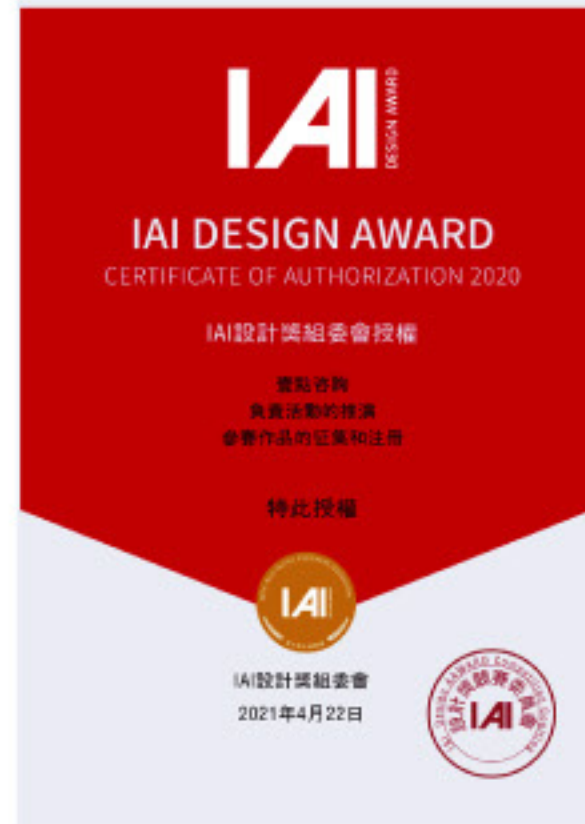 IAI
DESIGN AWARD
IAI DESIGN AWARD
CERTIFICATE OF AUTHORIZATION 2020
IAI設計獎組委會授權
壹點咨詢
負責活動的推演
參賽作品的征集和注冊
特此授權
IAI
IAI設計獎組委會
2021年4月22日
IAI